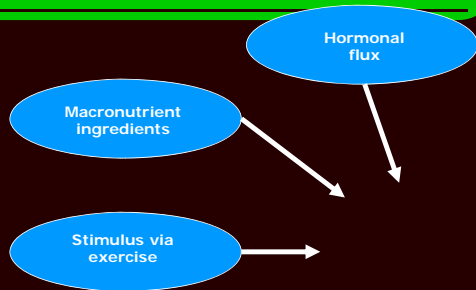 Hormonal
flux
Macronutrient
ingredients
Stimulus via
exercise